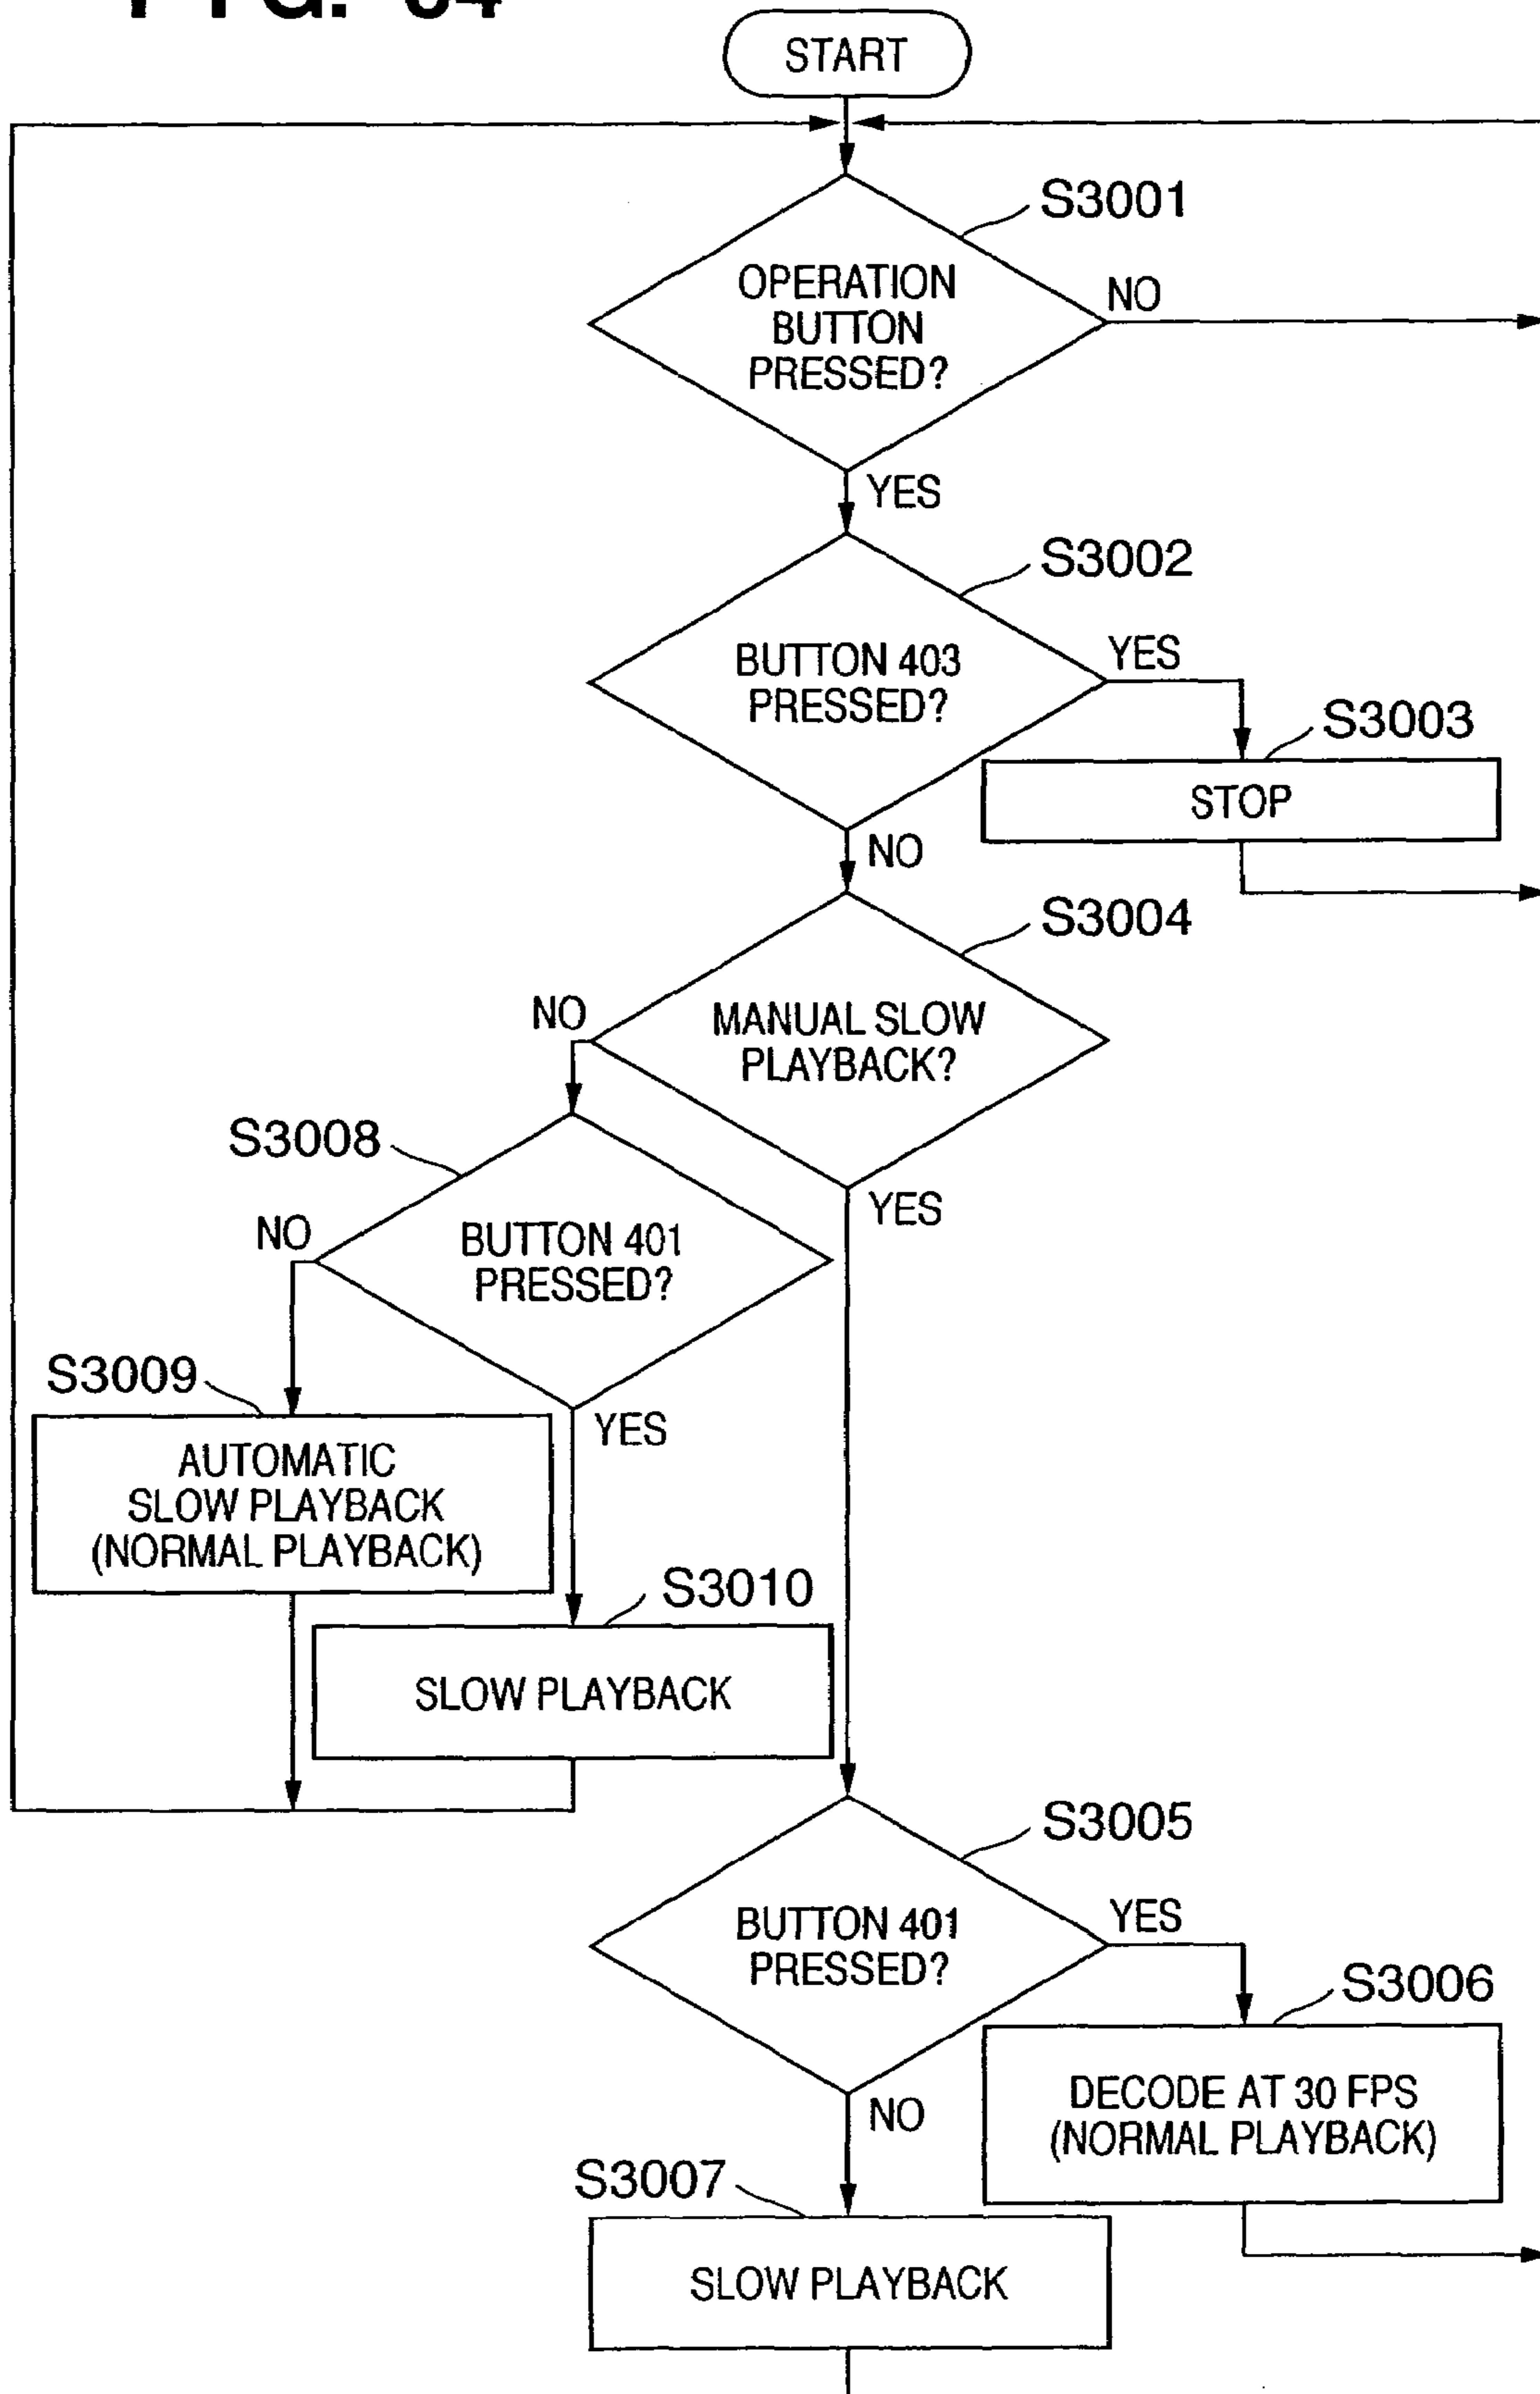 START
S3001
OPERATION
BUTTON
PRESSED?
NO
YES
S3002
BUTTON 403
PRESSED?
YES
S3003
STOP
NO
S3004
MANUAL SLOW
PLAYBACK?
NO
YES
S3008
BUTTON 401
PRESSED?
NO
YES
S3009
AUTOMATIC
SLOW PLAYBACK
(NORMAL PLAYBACK)
S3010
SLOW PLAYBACK
S3005
BUTTON 401
PRESSED?
YES
S3006
DECODE AT 30 FPS
(NORMAL PLAYBACK)
NO
S3007
SLOW PLAYBACK